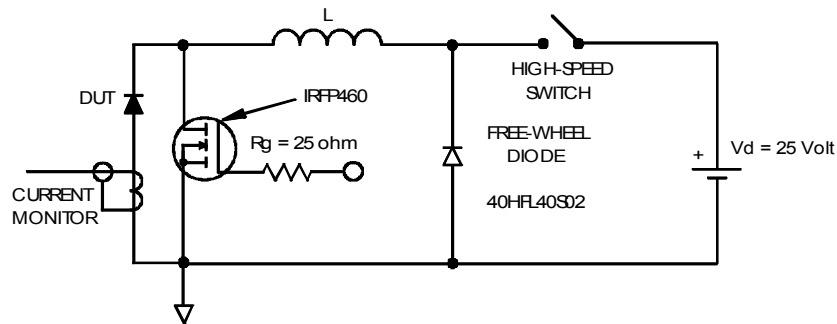 L
HIGH-SPEED
SWITCH
DUT
IRFP460
Rg = 25 ohm
FREE-WHEEL
DIODE
40HFL40S02
+
Vd = 25 Volt
CURRENT
MONITOR